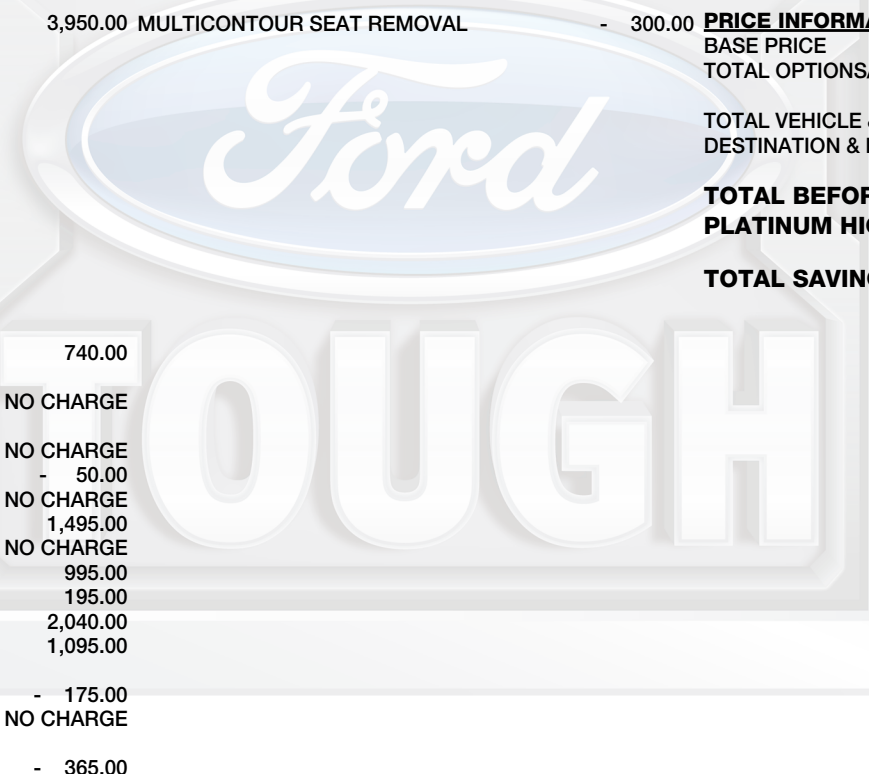 3,950.00 MULTICONTOUR SEAT REMOVAL - 300.00
740.00
NO CHARGE
NO CHARGE
- 50.00
NO CHARGE
1,495.00
NO CHARGE
995.00
195.00
2,040.00
1,095.00
- 175.00
NO CHARGE
- 365.00
PRICE INFORMA
BASE PRICE
TOTAL OPTIONS
TOTAL VEHICLE
DESTINATION &
TOTAL BEFOR
PLATINUM HI
TOTAL SAVIN
Ford
TOUGH